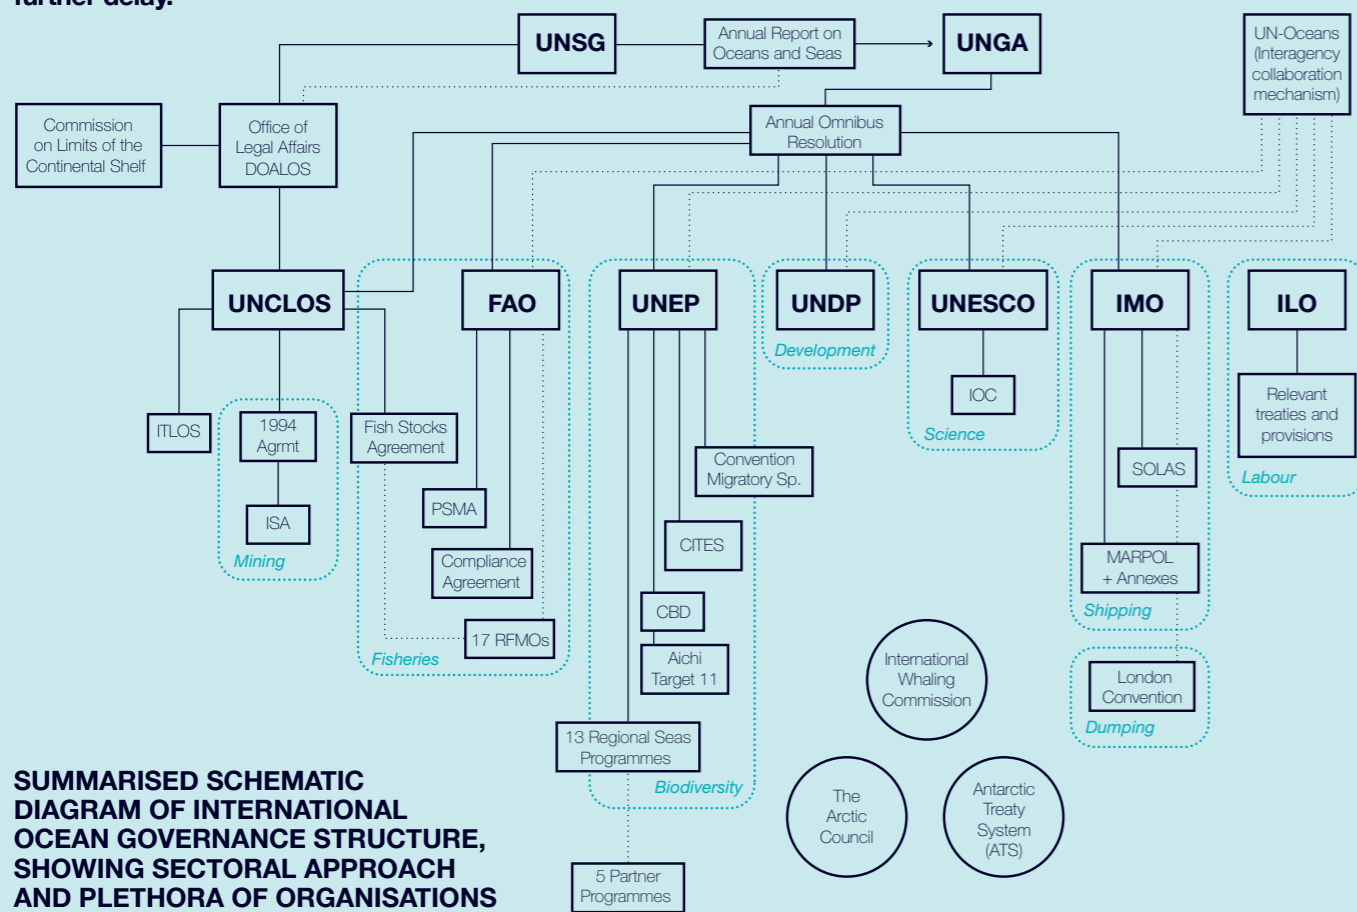 further delay.
UNSG
Annual Report on
Oceans and Seas
UNGA
UN-Oceans
(Interagency
collaboration
mechanism)
Commission
on Limits of the
Continental Shelf
Office of
Legal Affairs
DOALOS
Annual Omnibus
Resolution
UNCLOS
FAO
UNEP
UNDP
UNESCO
IMO
ILO
Development
ITLOS
1994
Agrmt
ISA
Mining
Fish Stocks
Agreement
PSMA
Compliance
Agreement
17 RFMOs
Fisheries
Convention
Migratory Sp.
CITES
CBD
Aichi
Target 11
13 Regional Seas
Programmes
Biodiversity
5 Partner
Programmes
IOC
Science
SOLAS
MARPOL
+ Annexes
Shipping
London
Convention
Dumping
Relevant
treaties and
provisions
Labour
International
Whaling
Commission
The
Arctic
Council
Antarctic
Treaty
System
(ATS)
SUMMARISED SCHEMATIC
DIAGRAM OF INTERNATIONAL
OCEAN GOVERNANCE STRUCTURE,
SHOWING SECTORAL APPROACH
AND PLETHORA OF ORGANISATIONS